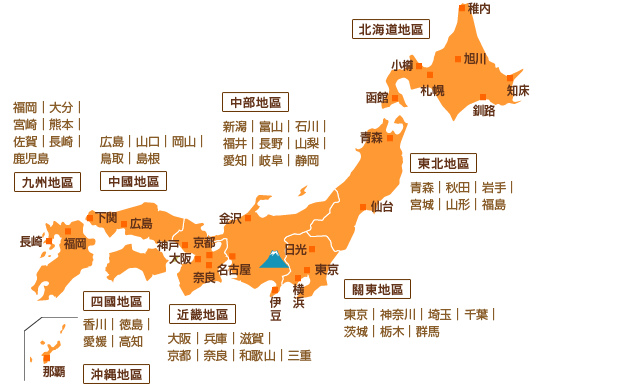 稚内
北海道地區
小樽
旭川
札幌
知床
函館
釧路
福岡｜大分｜
宮崎｜熊本｜
佐賀｜長崎｜
鹿児島
九州地區
広島｜山口｜岡山｜
鳥取｜島根
中國地區
中部地區
新潟｜富山｜石川｜
福井｜長野｜山梨｜
愛知｜岐阜｜静岡
青森
東北地區
青森｜秋田｜岩手｜
宮城｜山形｜福島
仙台
下関
広島
長崎
福岡
金沢
神戸
京都
大阪
奈良
名古屋
日光
東京
横浜
伊豆
關東地區
東京｜神奈川｜埼玉｜千葉｜
茨城｜栃木｜群馬
四國地區
香川｜徳島｜
愛媛｜高知
近畿地區
大阪｜兵庫｜滋賀｜
京都｜奈良｜和歌山｜三重
那覇
沖縄地區